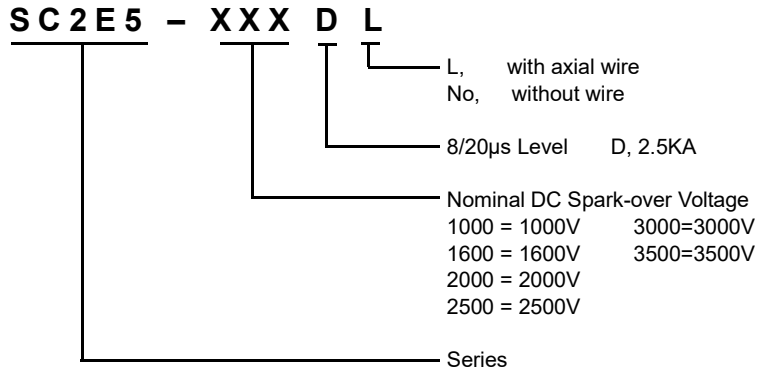 SC2E5 – XXX D L
L, with axial wire
No, without wire
8/20µs Level D, 2.5KA
Nominal DC Spark-over Voltage
1000 = 1000V 3000=3000V
1600 = 1600V 3500=3500V
2000 = 2000V
2500 = 2500V
Series